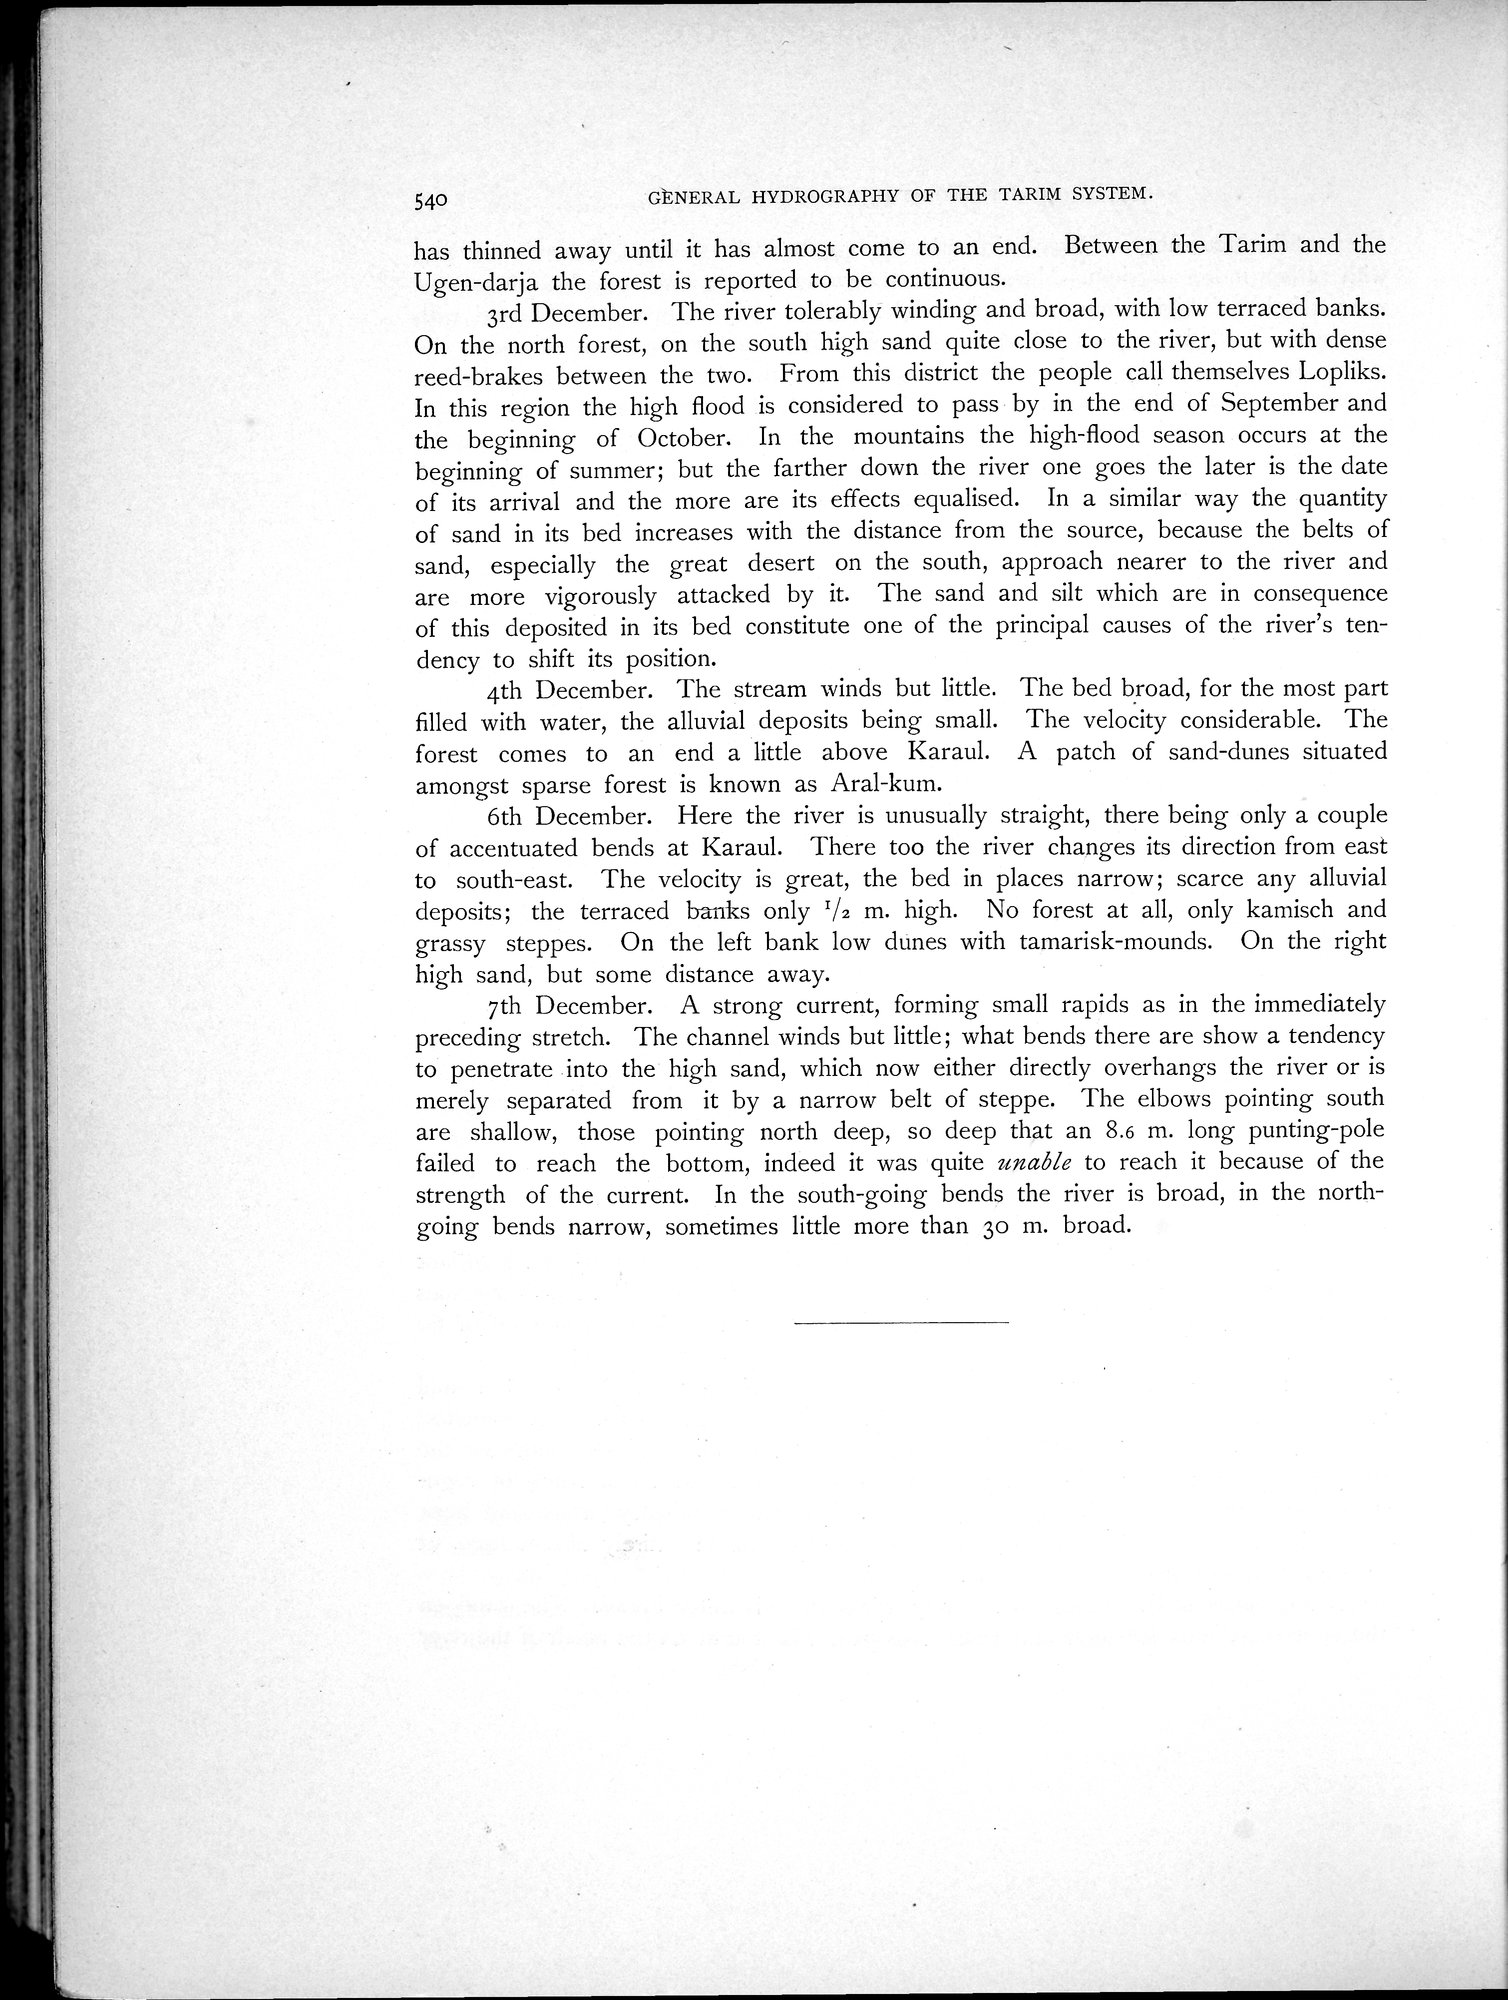 540 GENERAL HYDROGRAPHY OF THE TARIM SYSTEM.
has thinned away until it has almost come to an end. Between the Tarim and the
Ugen-darja the forest is reported to be continuous.
3rd December. The river tolerably winding and broad, with low terraced banks.
On the north forest, on the south high sand quite close to the river, but with dense
reed-brakes between the two. From this district the people call themselves Lopliks.
In this region the high flood is considered to pass by in the end of September and
the beginning of October. In the mountains the high-flood season occurs at the
beginning of summer; but the farther down the river one goes the later is the date
of its arrival and the more are its effects equalised. In a similar way the quantity
of sand in its bed increases with the distance from the source, because the belts of
sand, especially the great desert on the south, approach nearer to the river and
are more vigorously attacked by it. The sand and silt which are in consequence
of this deposited in its bed constitute one of the principal causes of the river's ten-
dency to shift its position.
4th December. The stream winds but little. The bed broad, for the most part
filled with water, the alluvial deposits being small. The velocity considerable. The
forest comes to an end a little above Karaul. A patch of sand-dunes situated
amongst sparse forest is known as Aral-kum.
6th December. Here the river is unusually straight, there being only a couple
of accentuated bends at Karaul. There too the river changes its direction from east
to south-east. The velocity is great, the bed in places narrow; scarce any alluvial
deposits; the terraced banks only 1/2 m. high. No forest at all, only kamisch and
grassy steppes. On the left bank low dunes with tamarisk-mounds. On the right
high sand, but some distance away.
7th December. A strong current, forming small rapids as in the immediately
preceding stretch. The channel winds but little; what bends there are show a tendency
to penetrate into the high sand, which now either directly overhangs the river or is
merely separated from it by a narrow belt of steppe. The elbows pointing south
are shallow, those pointing north deep, so deep that an 8.6 m. long punting-pole
failed to reach the bottom, indeed it was quite unable to reach it because of the
strength of the current. In the south-going bends the river is broad, in the north-
going bends narrow, sometimes little more than 30 m. broad.